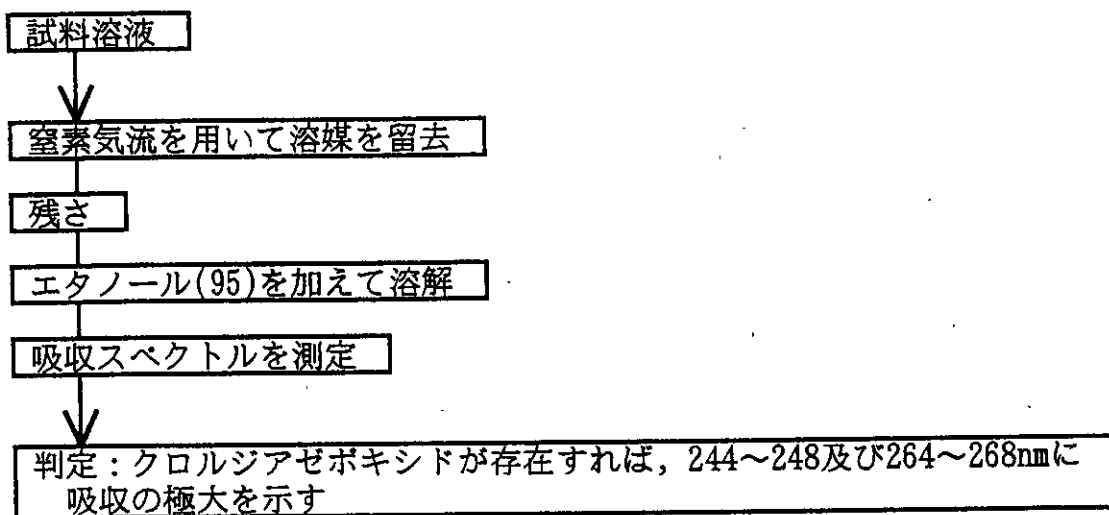 試料溶液
窒素気流を用いて溶媒を留去
残さ
エタノール(95)を加えて溶解
吸収スペクトルを測定
判定：クロルジアゼポキシドが存在すれば，244～248及び264～268nmに
吸収の極大を示す